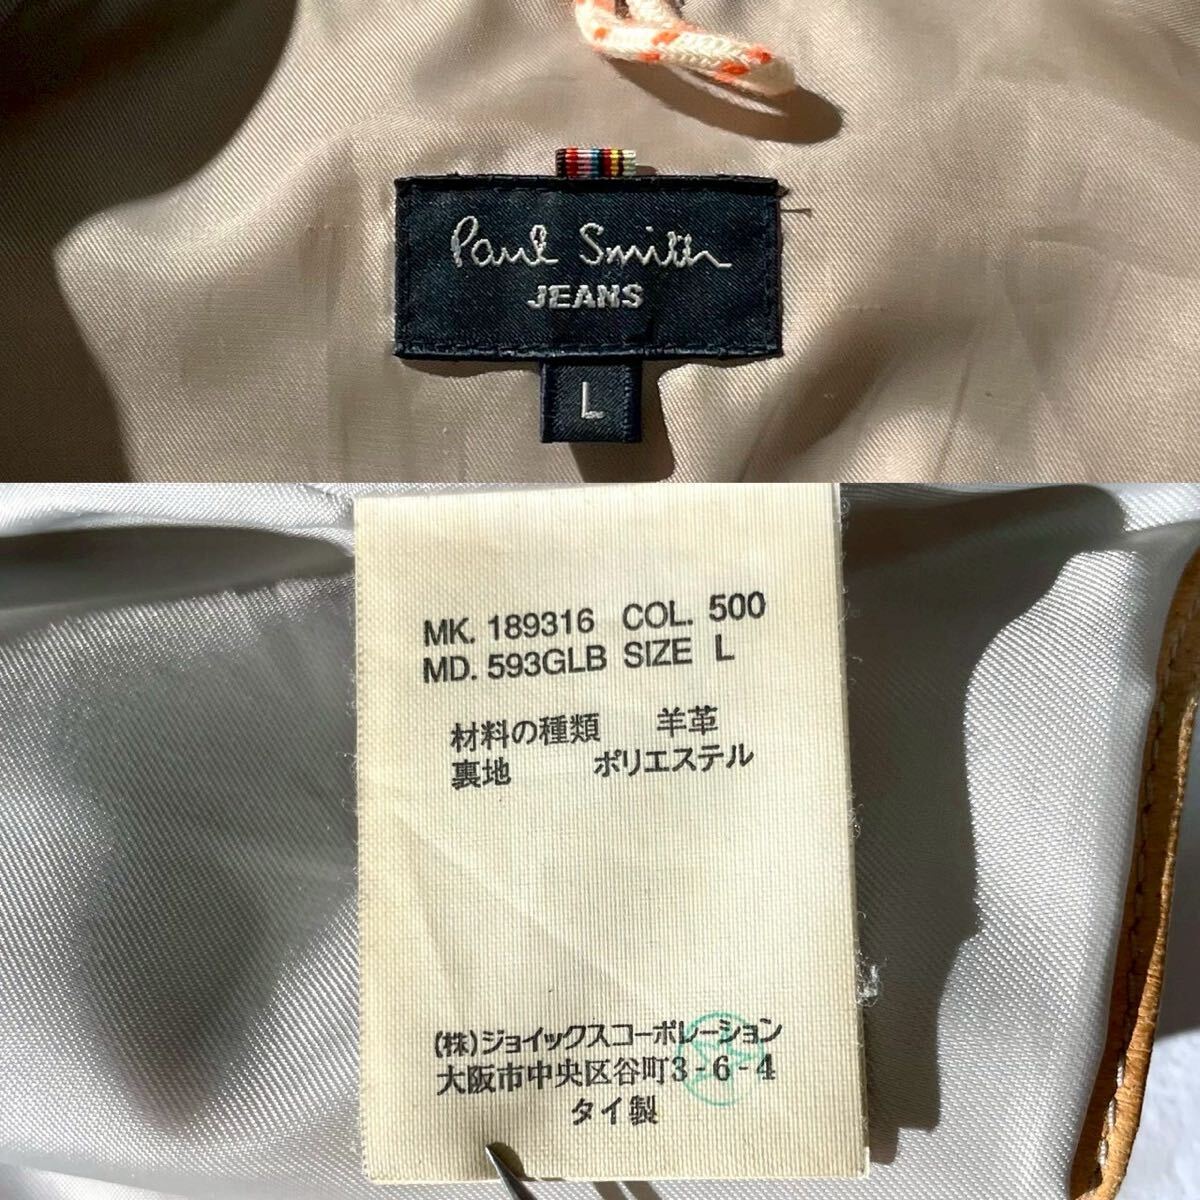 Paul Smith
JEANS
L
MK. 189316 COL. 500
MD. 593GLB SIZE L
材料の種類 羊革
裏地 ポリエステル
(株)ジョイックスコーポレーション
大阪市中央区谷町3-6-4
タイ製